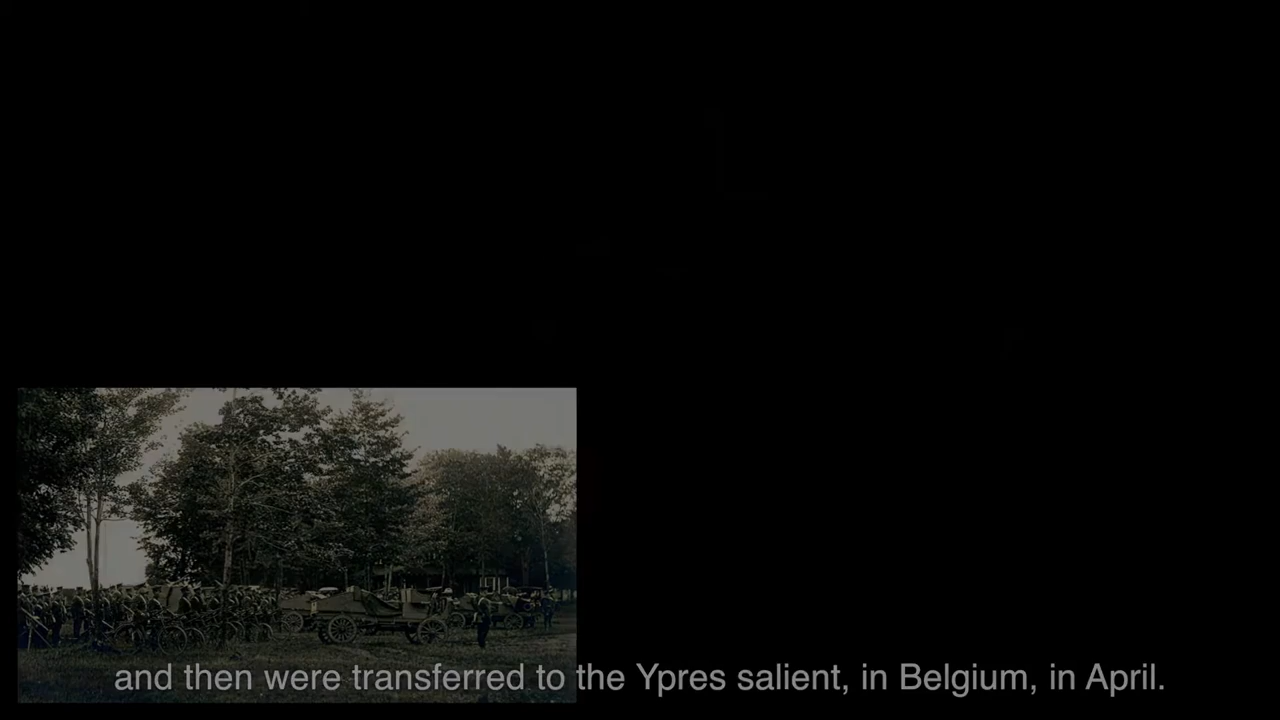 and then were transferred to the Ypres salient, in Belgium, in April.